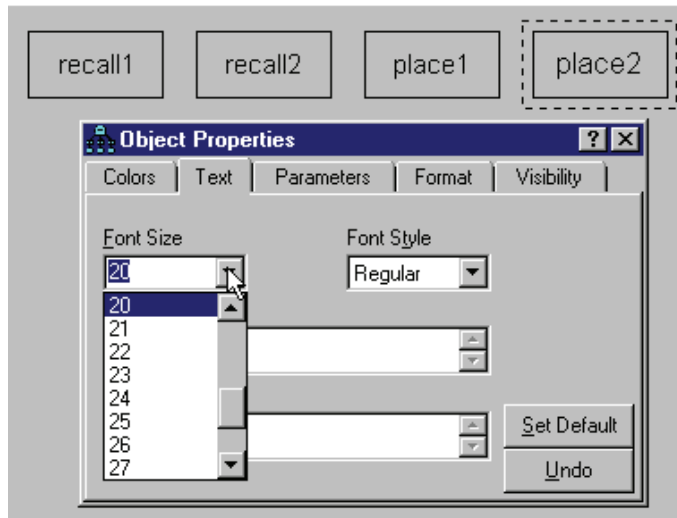 recall1 recall2 place1 place2
Object Properties ? X
Colors Text Parameters Format Visibility
Font Size Font Style
20 Regular
20
21
22
23
24
25 Set Default
26
27 Undo